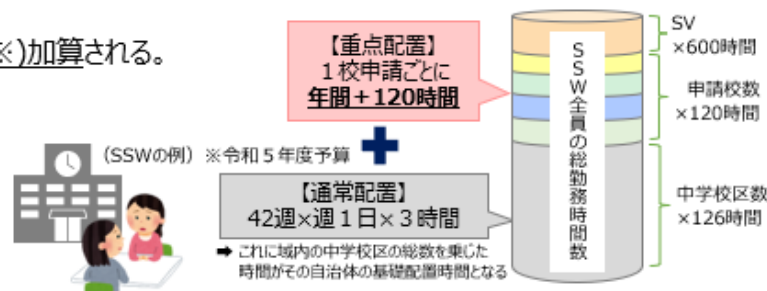 ※)加算される。
【重点配置】
１校申請ごとに
年間＋120時間
（SSWの例）※令和５年度予算
【通常配置】
42週×週１日×３時間
➡ これに域内の中学校区の総数を乗じた
時間がその自治体の基礎配置時間となる
SSW全員の総勤務時間数
SV
×600時間
申請校数
×120時間
中学校区数
×126時間